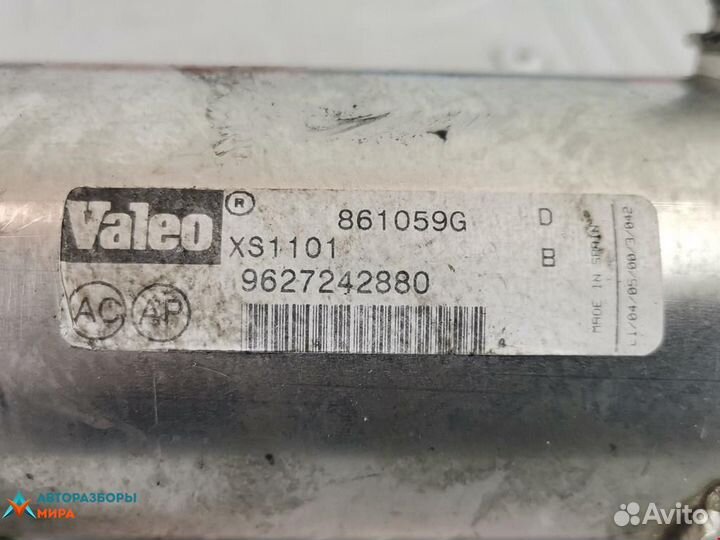 Valeo ® 861059G D
XS1101 B
9627242880
AC AP
MADE IN SPAIN
АВТОРАЗБОРЫ
МИРА
Avito